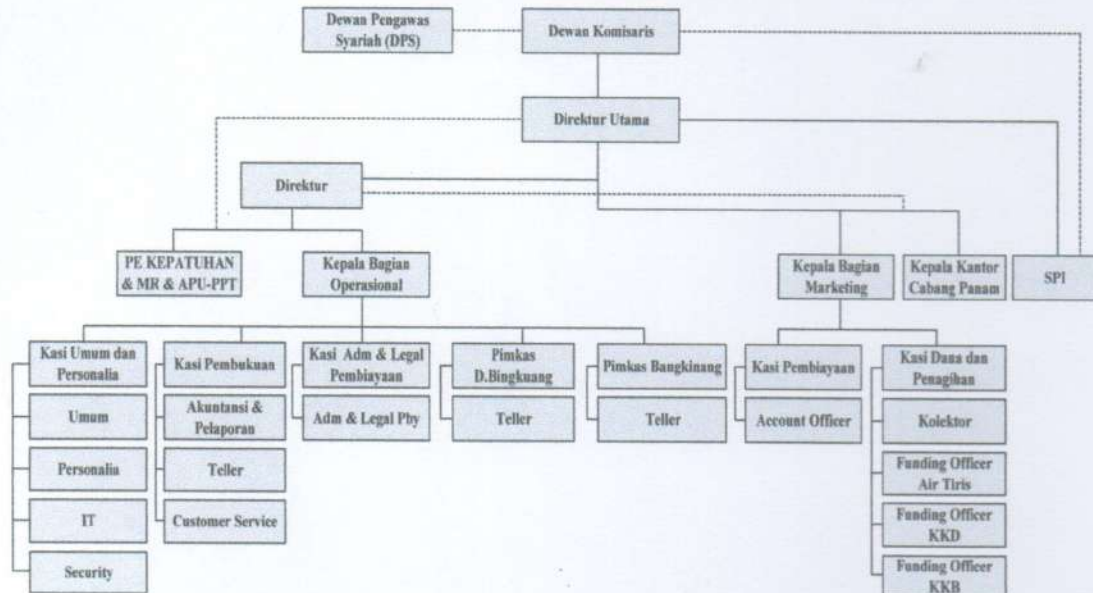 Dewan Pengawas
Syariah (DPS)
Dewan Komisaris
Direktur Utama
Direktur
PE KEPATUHAN
& MR & APU-PPT
Kepala Bagian
Operasional
Kepala Bagian
Marketing
Kepala Kantor
Cabang Panam
SPI
Kasi Umum dan
Personalia
Umum
Personalia
IT
Security
Kasi Pembukuan
Akuntansi &
Pelaporan
Teller
Customer Service
Kasi Adm & Legal
Pembiayaan
Adm & Legal Pby
Pimkas
D.Bingkuang
Teller
Pimkas Bangkinang
Teller
Kasi Pembiayaan
Account Officer
Kasi Dana dan
Penagihan
Kolektor
Funding Officer
Air Tiris
Funding Officer
KKD
Funding Officer
KKB